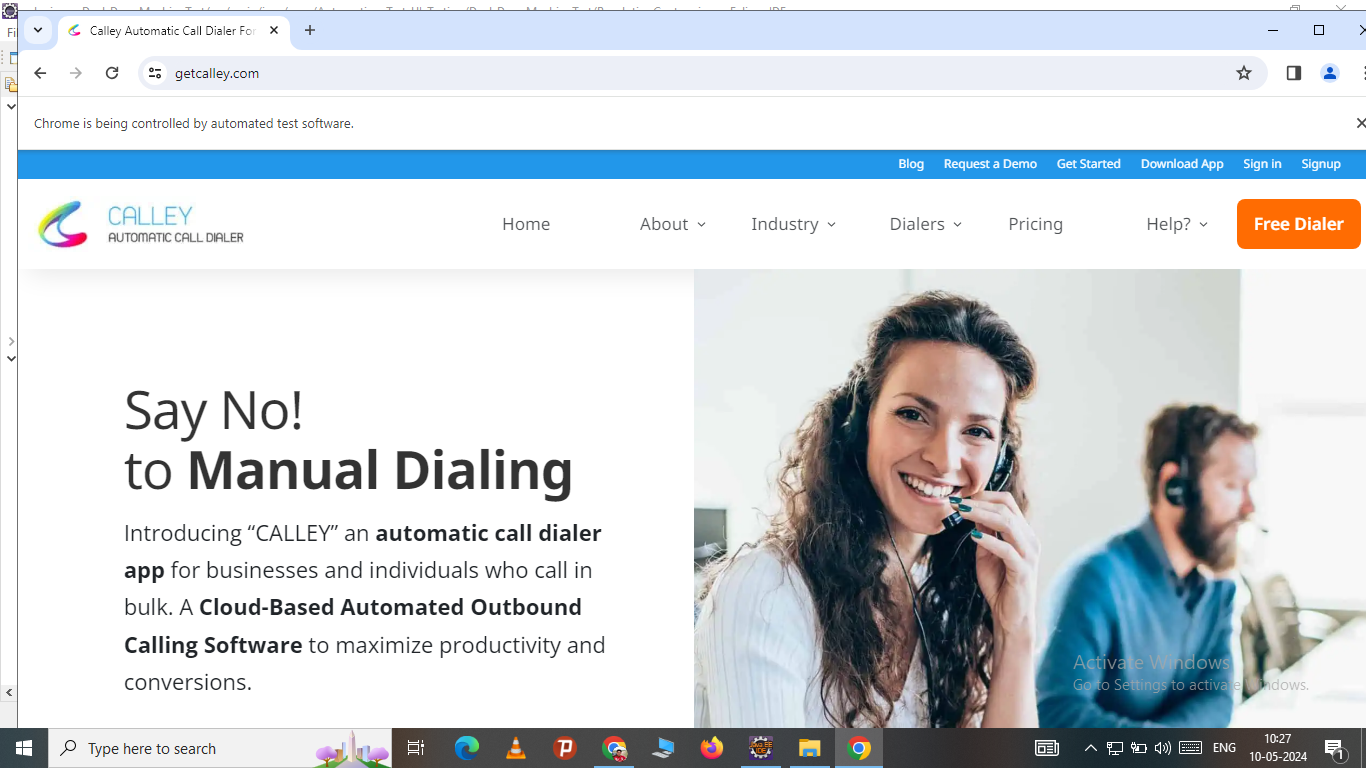 Calley Automatic Call Dialer For
getcalley.com
Chrome is being controlled by automated test software.
Blog Request a Demo Get Started Download App Sign in Signup
CALLEY
AUTOMATIC CALL DIALER
Home About Industry Dialers Pricing Help? Free Dialer
Say No!
to Manual Dialing
Introducing “CALLEY” an automatic call dialer
app for businesses and individuals who call in
bulk. A Cloud-Based Automated Outbound
Calling Software to maximize productivity and
conversions.
Activate Windows
Go to Settings to activate Windows.
Type here to search
ENG
10:27
10-05-2024
1